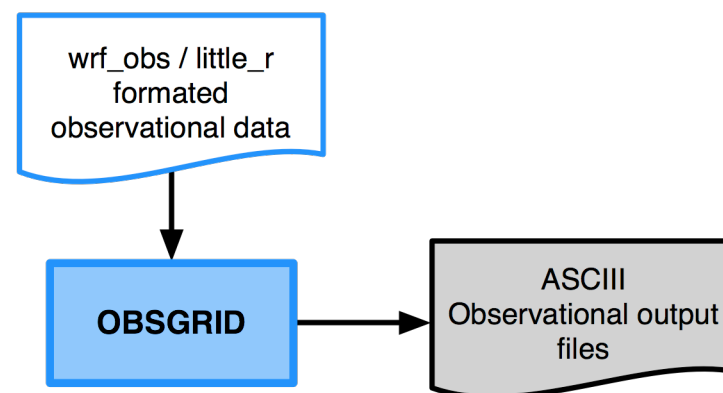 wrf_obs / little_r
formated
observational data
OBSGRID
ASCIII
Observational output
files